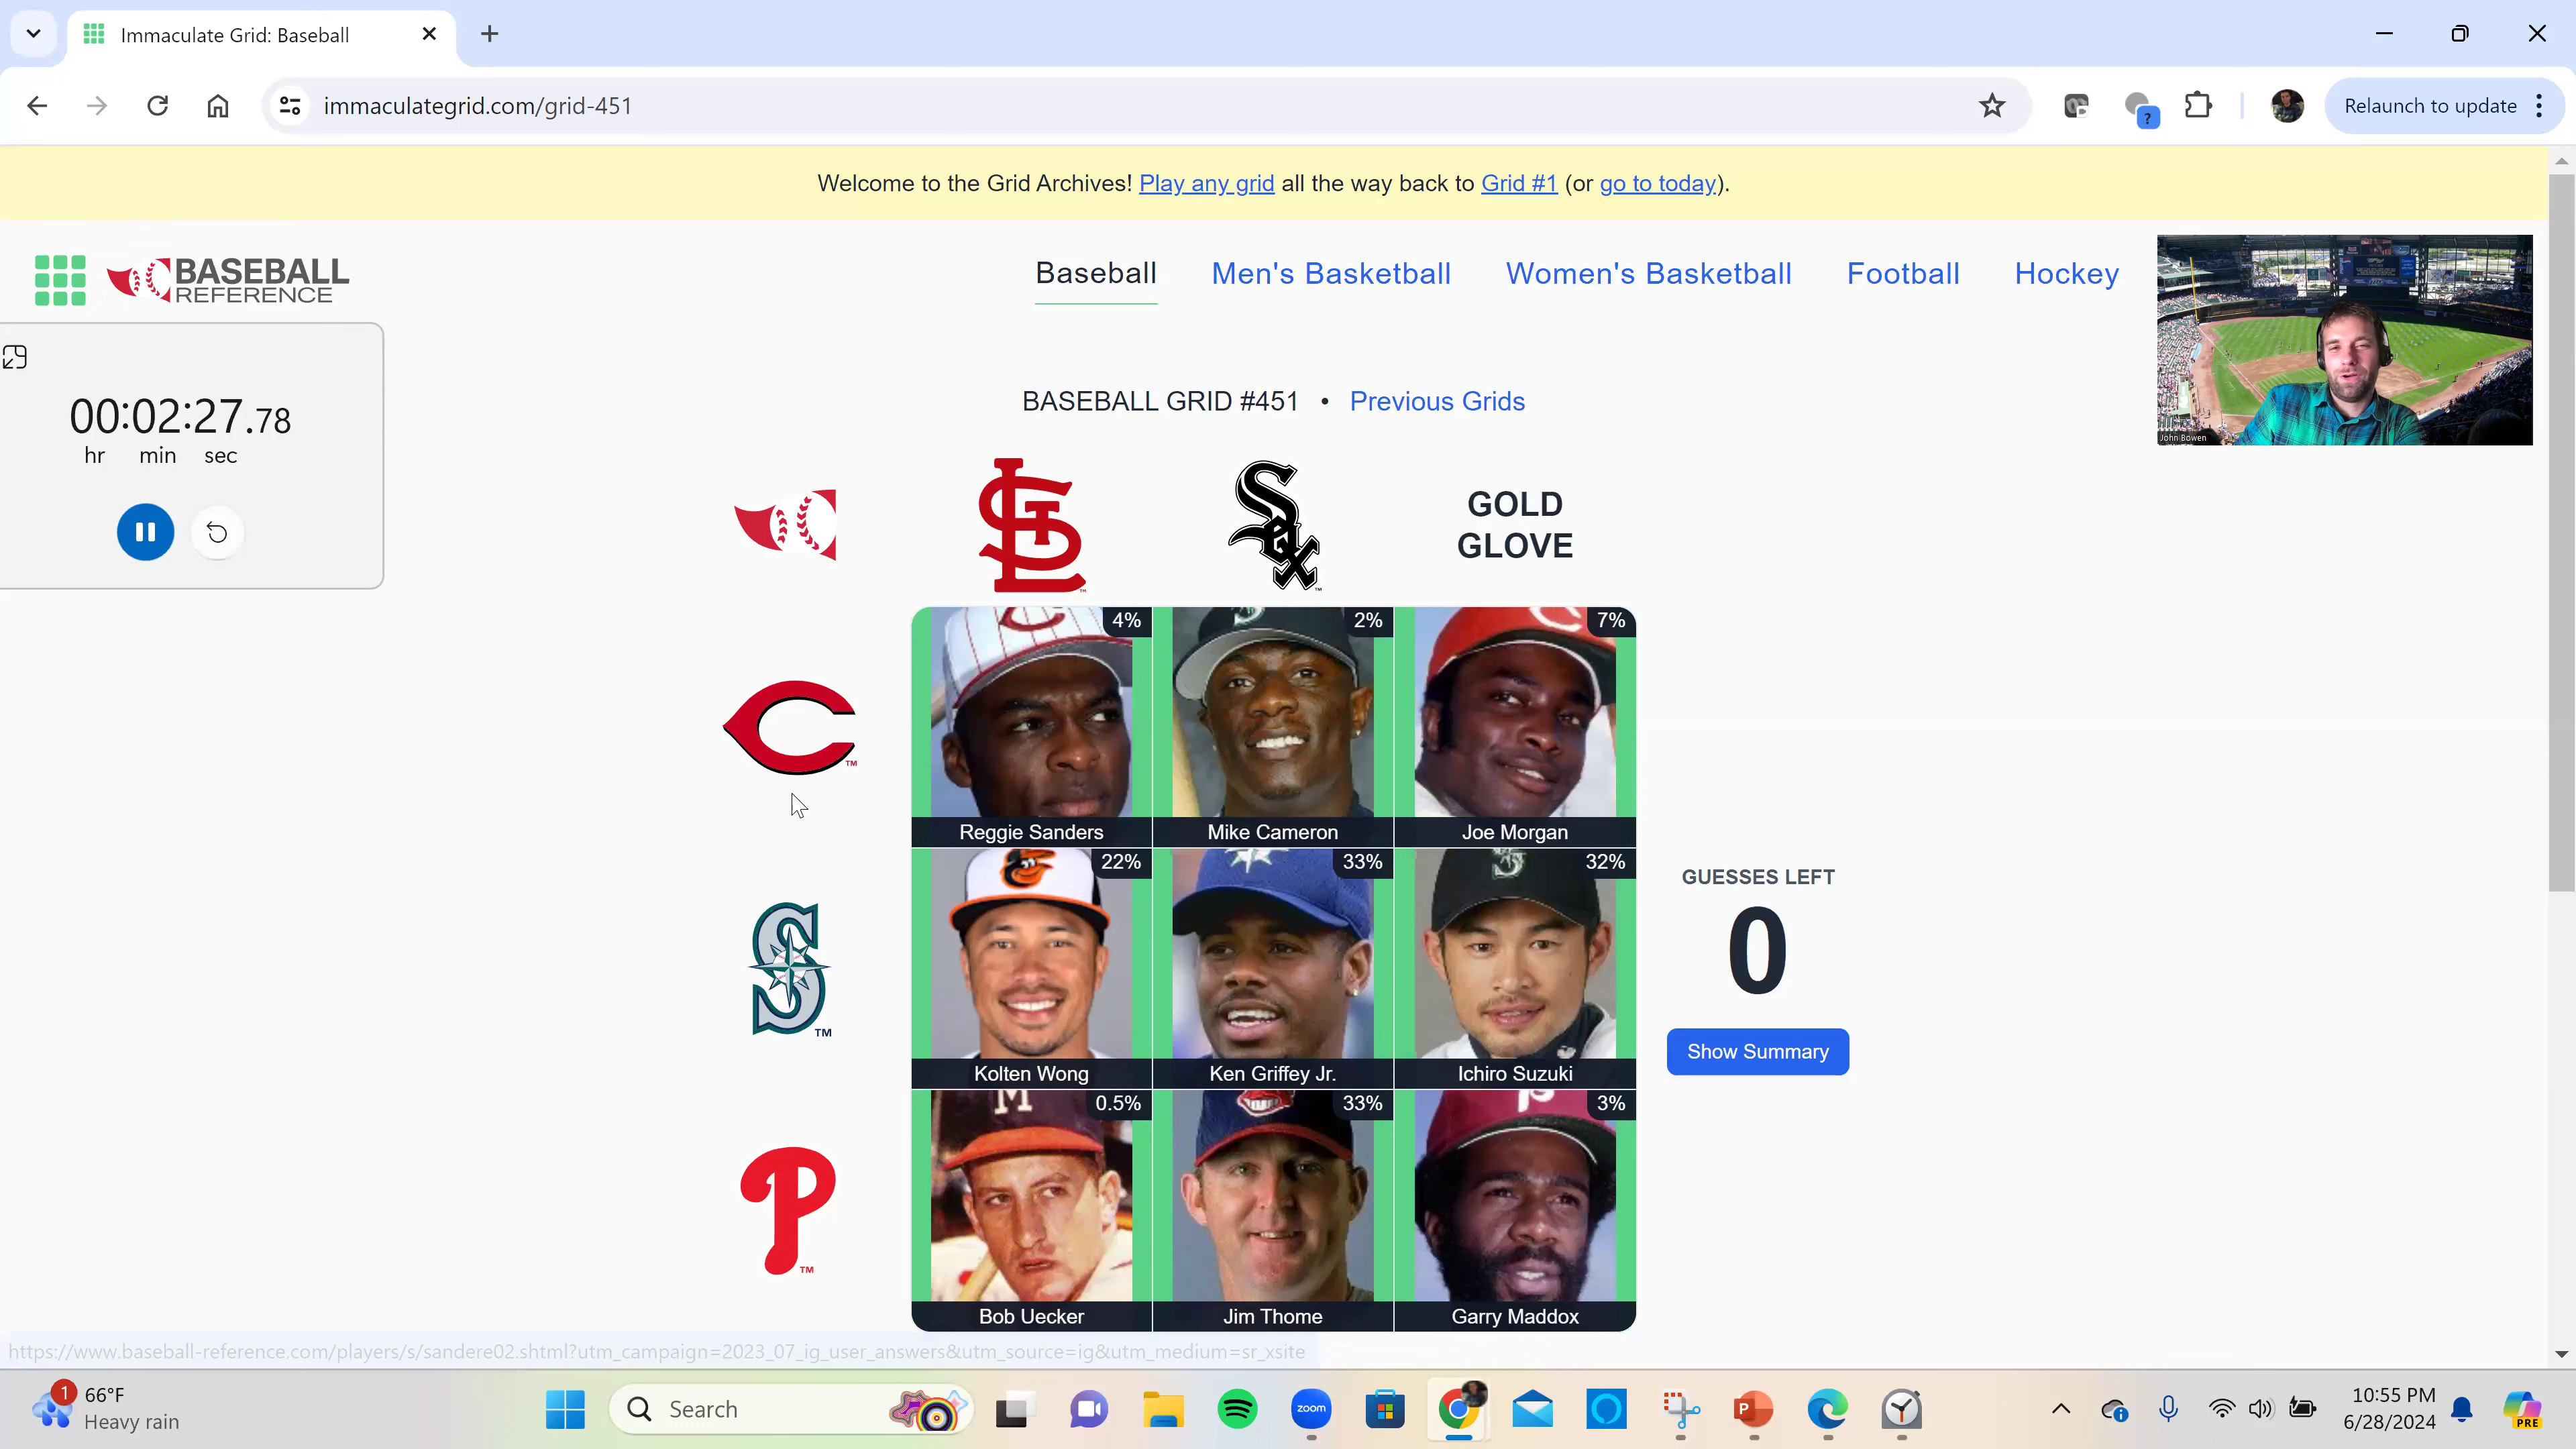 Immaculate Grid: Baseball
immaculategrid.com/grid-451
Relaunch to update
?
Welcome to the Grid Archives! Play any grid all the way back to Grid #1 (or go to today).
BASEBALL
REFERENCE
Baseball
Men's Basketball
Women's Basketball
Football
Hockey
John Bowen
00:02:27.78
hr min sec
BASEBALL GRID #451 • Previous Grids
GOLD
GLOVE
4%
2%
7%
Reggie Sanders
Mike Cameron
Joe Morgan
22%
33%
32%
Kolten Wong
Ken Griffey Jr.
Ichiro Suzuki
0.5%
33%
3%
Bob Uecker
Jim Thome
Garry Maddox
GUESSES LEFT
0
Show Summary
https://www.baseball-reference.com/players/s/sandere02.shtml?utm_campaign=2023_07_ig_user_answers&utm_source=ig&utm_medium=sr_xsite
1
66°F
Heavy rain
Search
zoom
10:55 PM
6/28/2024
PRE